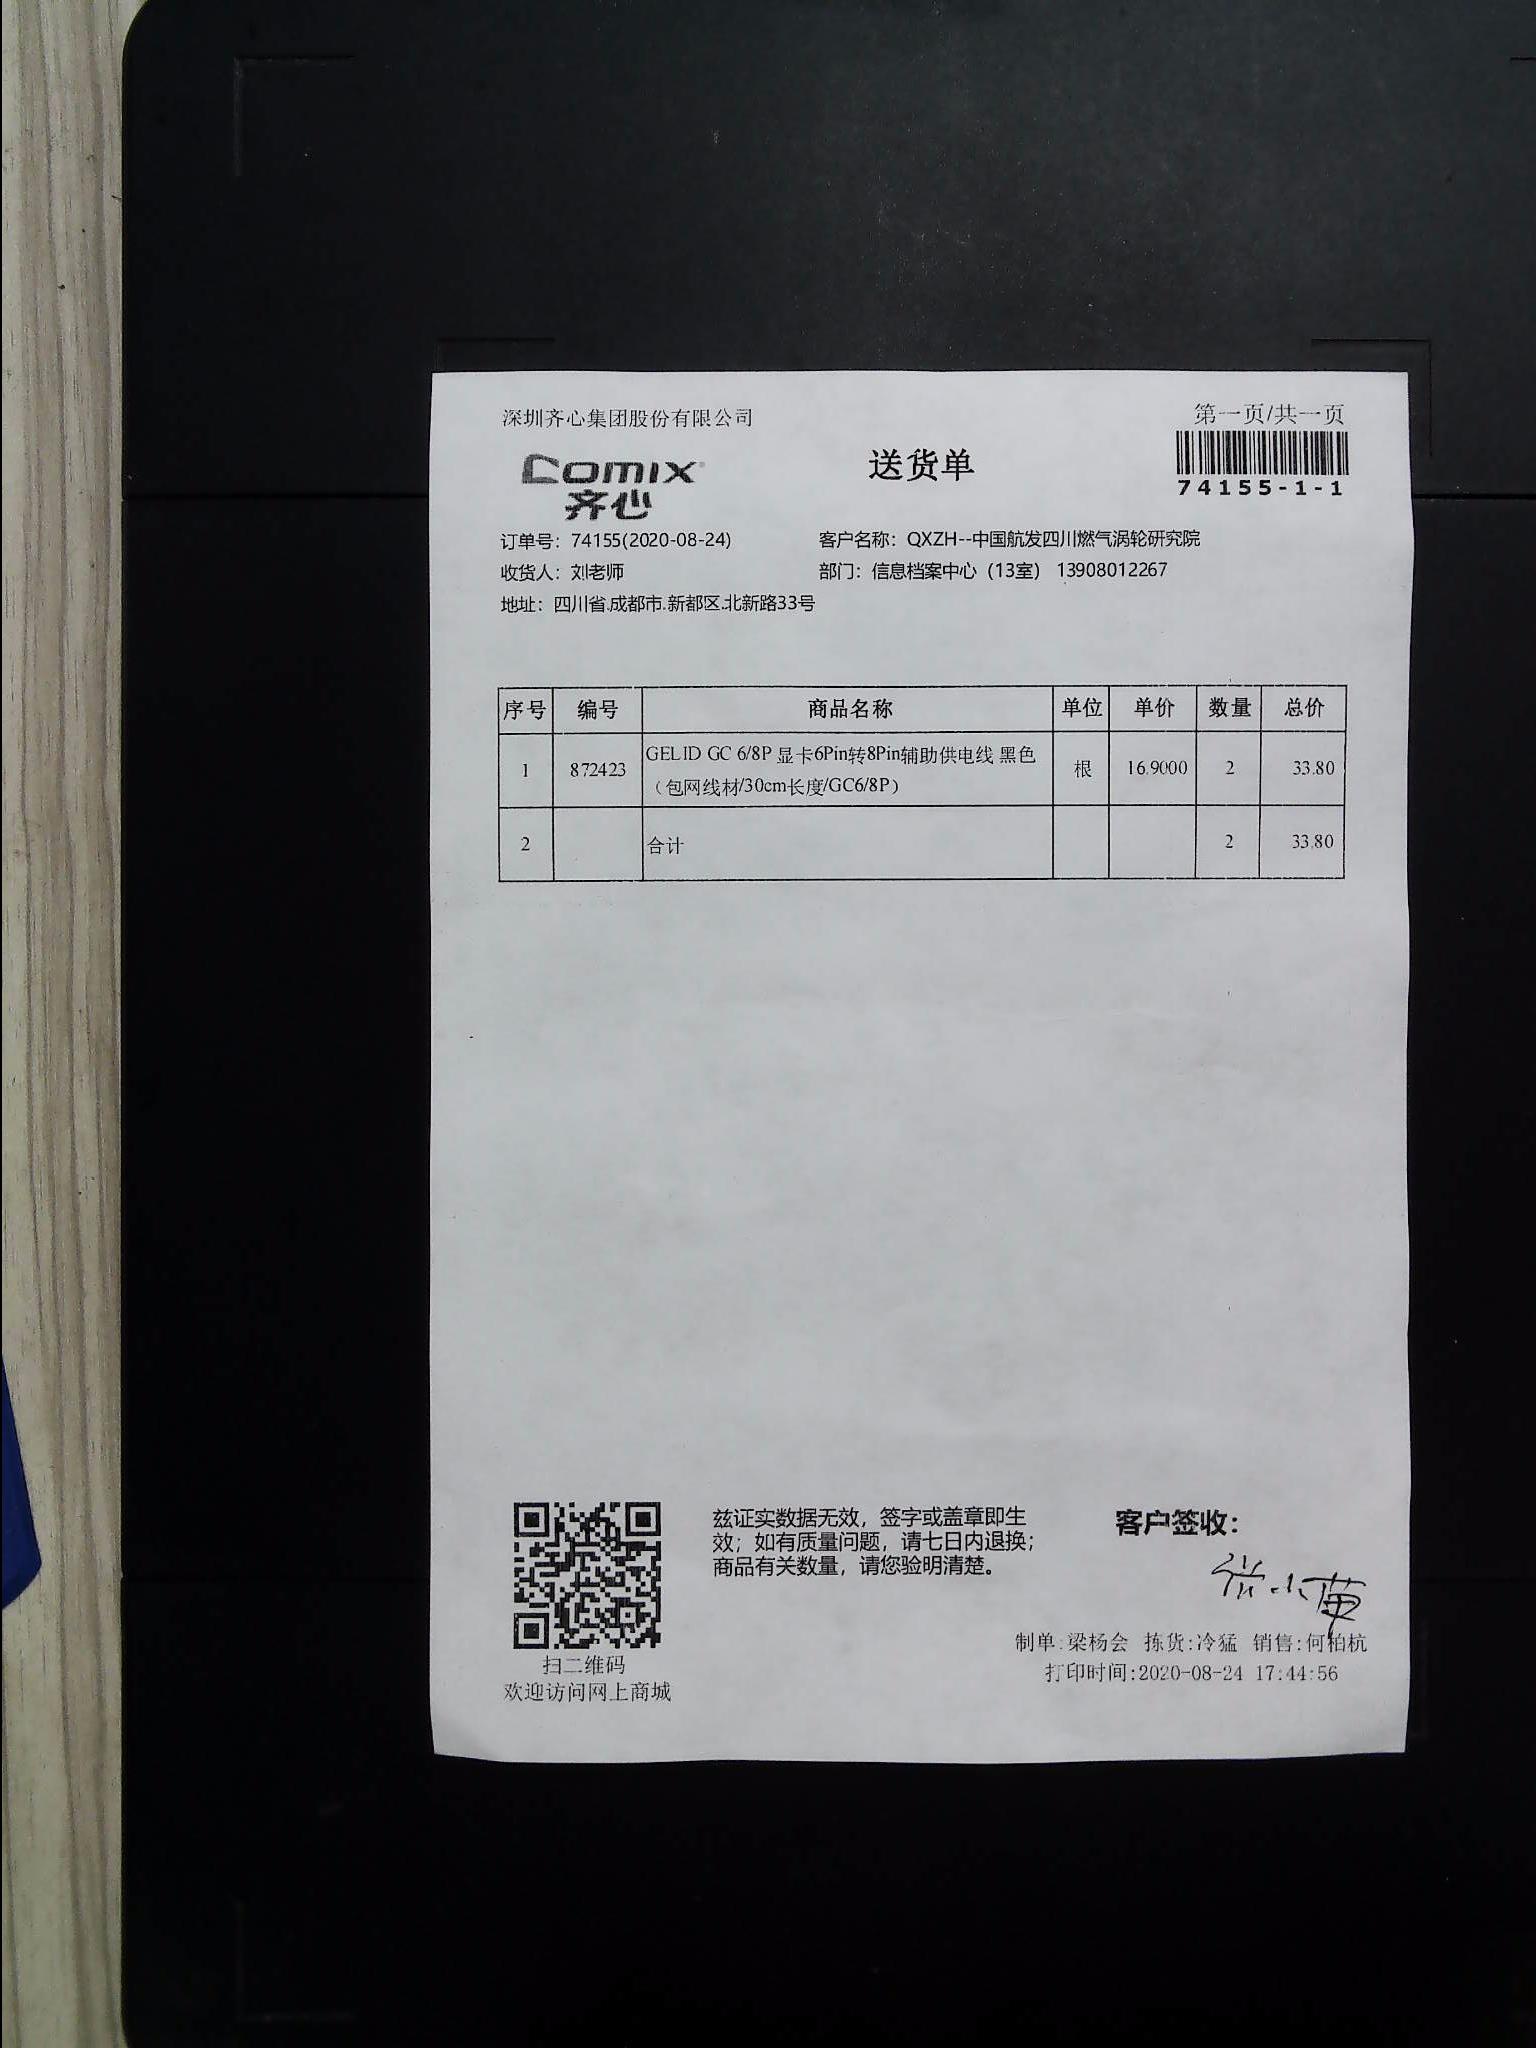 深圳齐心集团股份有限公司
第一页/共一页
comix
齐心
送货单
74155-1-1
订单号：74155(2020-08-24)
客户名称：QXZH--中国航发四川燃气涡轮研究院
收货人：刘老师
部门：信息档案中心（13室） 13908012267
地址：四川省.成都市.新都区.北新路33号
序号 编号 商品名称 单位 单价 数量 总价
1 872423 GELID GC 6/8P 显卡6Pin转8Pin辅助供电线 黑色 根 16.9000 2 33.80
（包网线材/30cm长度/GC6/8P）
2 合计 2 33.80
兹证实数据无效，签字或盖章即生
效；如有质量问题，请七日内退换；
商品有关数量，请您验明清楚。
客户签收：
制单:梁杨会 拣货:冷猛 销售:何柏杭
打印时间:2020-08-24 17:44:56
扫二维码
欢迎访问网上商城